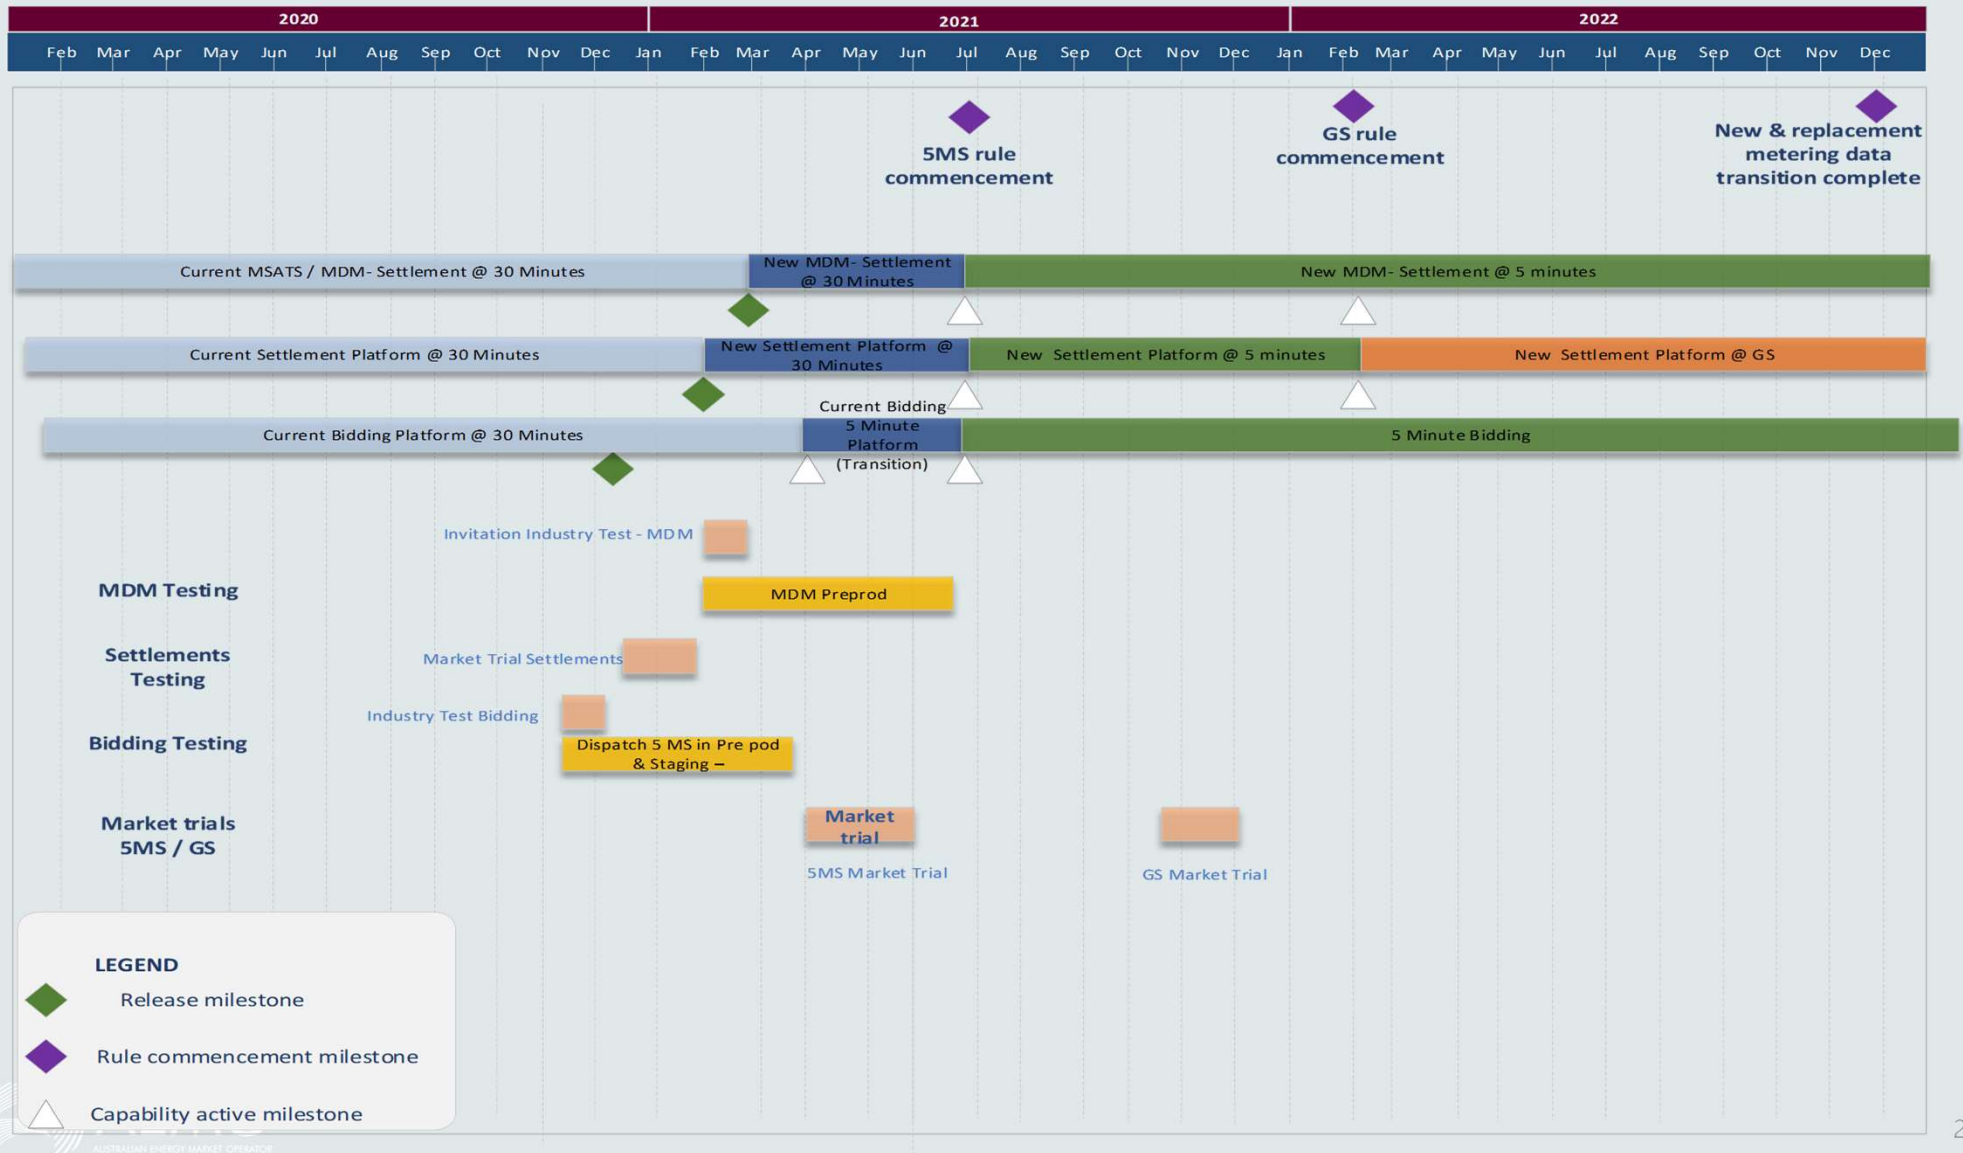 2020 2021 2022
Feb Mar Apr May Jun Jul Aug Sep Oct Nov Dec Jan Feb Mar Apr May Jun Jul Aug Sep Oct Nov Dec Jan Feb Mar Apr May Jun Jul Aug Sep Oct Nov Dec
5MS rule
commencement
GS rule
commencement
New & replacement
metering data
transition complete
Current MSATS / MDM- Settlement @ 30 Minutes
New MDM- Settlement
@ 30 Minutes
New MDM- Settlement @ 5 minutes
Current Settlement Platform @ 30 Minutes
New Settlement Platform @
30 Minutes
New Settlement Platform @ 5 minutes
New Settlement Platform @ GS
Current Bidding Platform @ 30 Minutes
Current Bidding
5 Minute
Platform
(Transition)
5 Minute Bidding
Invitation Industry Test - MDM
MDM Testing
MDM Preprod
Settlements
Testing
Market Trial Settlements
Industry Test Bidding
Bidding Testing
Dispatch 5 MS in Pre pod
& Staging –
Market trials
5MS / GS
Market
trial
5MS Market Trial
GS Market Trial
LEGEND
Release milestone
Rule commencement milestone
Capability active milestone
AUSTRALIAN ENERGY MARKET OPERATOR
2